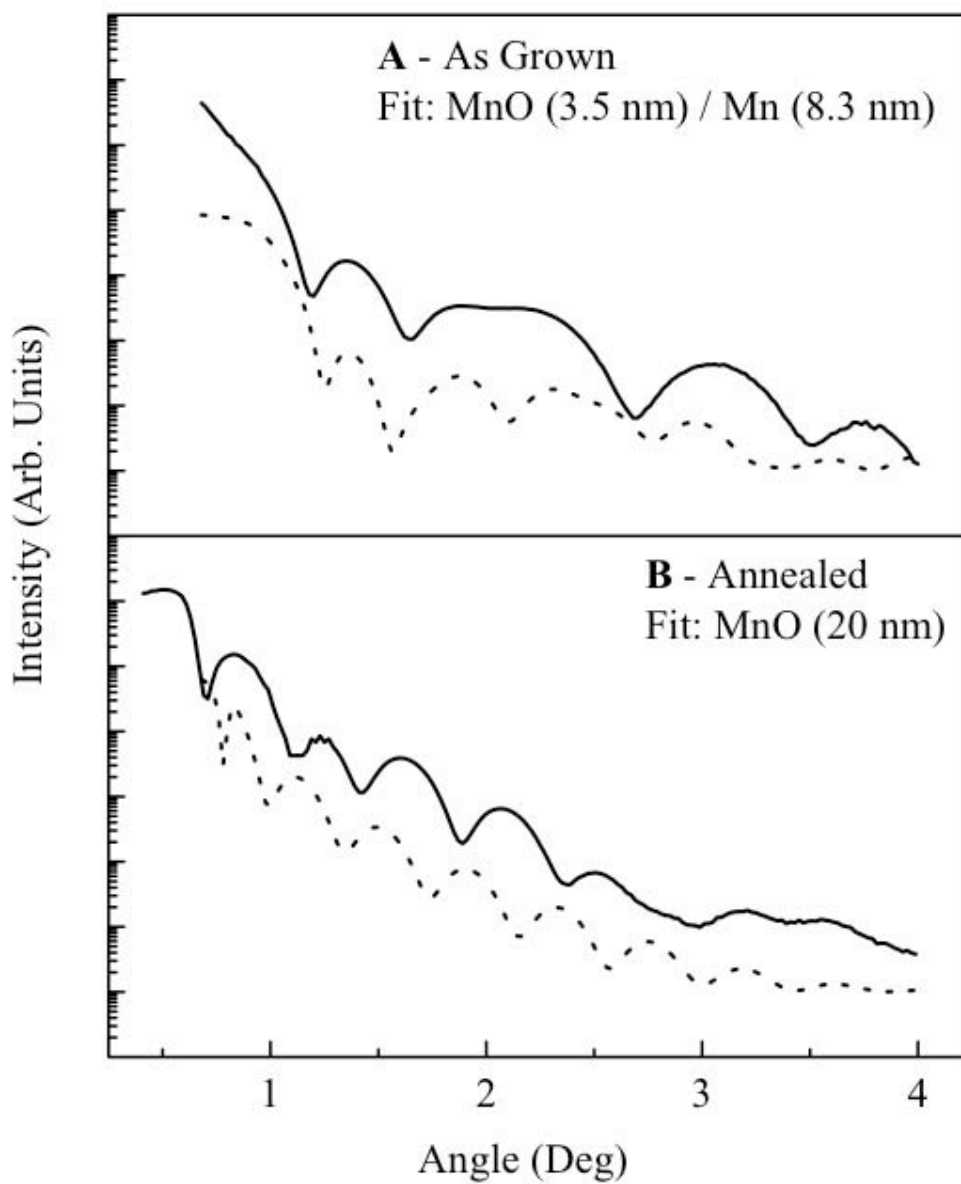 A - As Grown
Fit: MnO (3.5 nm) / Mn (8.3 nm)
Intensity (Arb. Units)
B - Annealed
Fit: MnO (20 nm)
1 2 3 4
Angle (Deg)